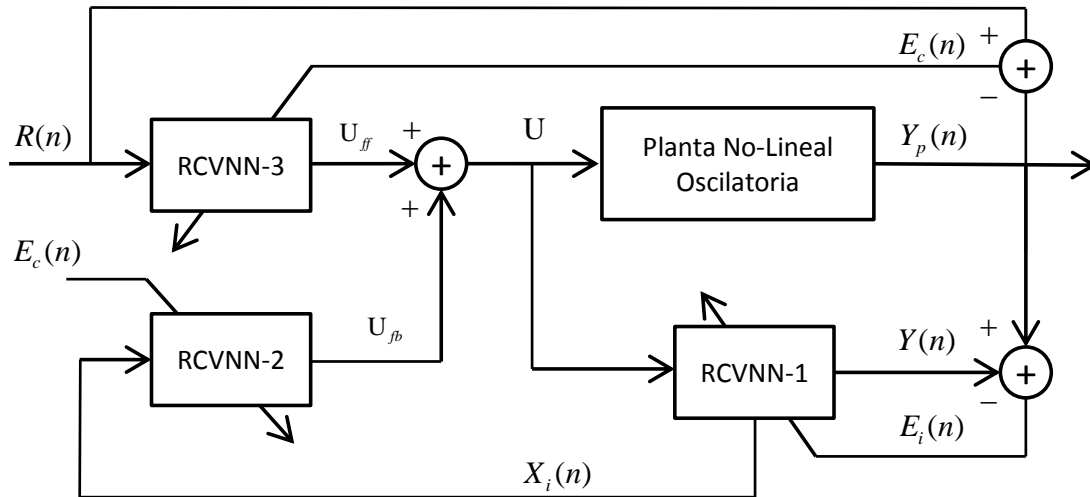 E_c(n)
+
+
−
R(n)
RCVNN-3
U_ff
+
+
+
U
Planta No-Lineal
Oscilatoria
Y_p(n)
E_c(n)
RCVNN-2
U_fb
RCVNN-1
Y(n)
+
+
−
E_i(n)
X_i(n)